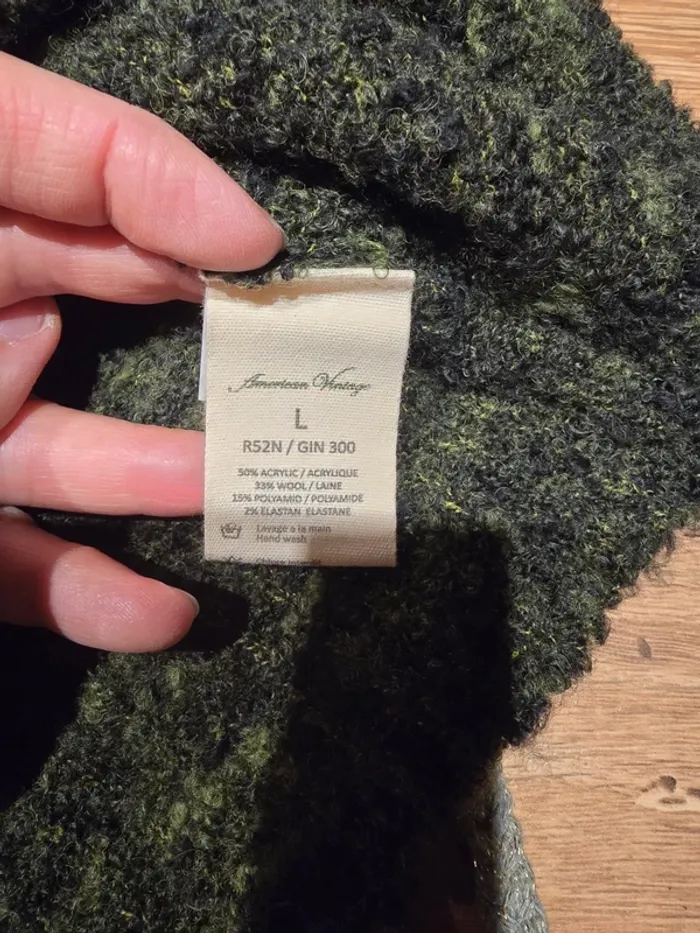 American Vintage
L
R52N / GIN 300
50% ACRYLIC / ACRYLIQUE
33% WOOL / LAINE
15% POLYAMID / POLYAMIDE
2% ELASTAN ELASTANE
Lavage a la main
Hand wash